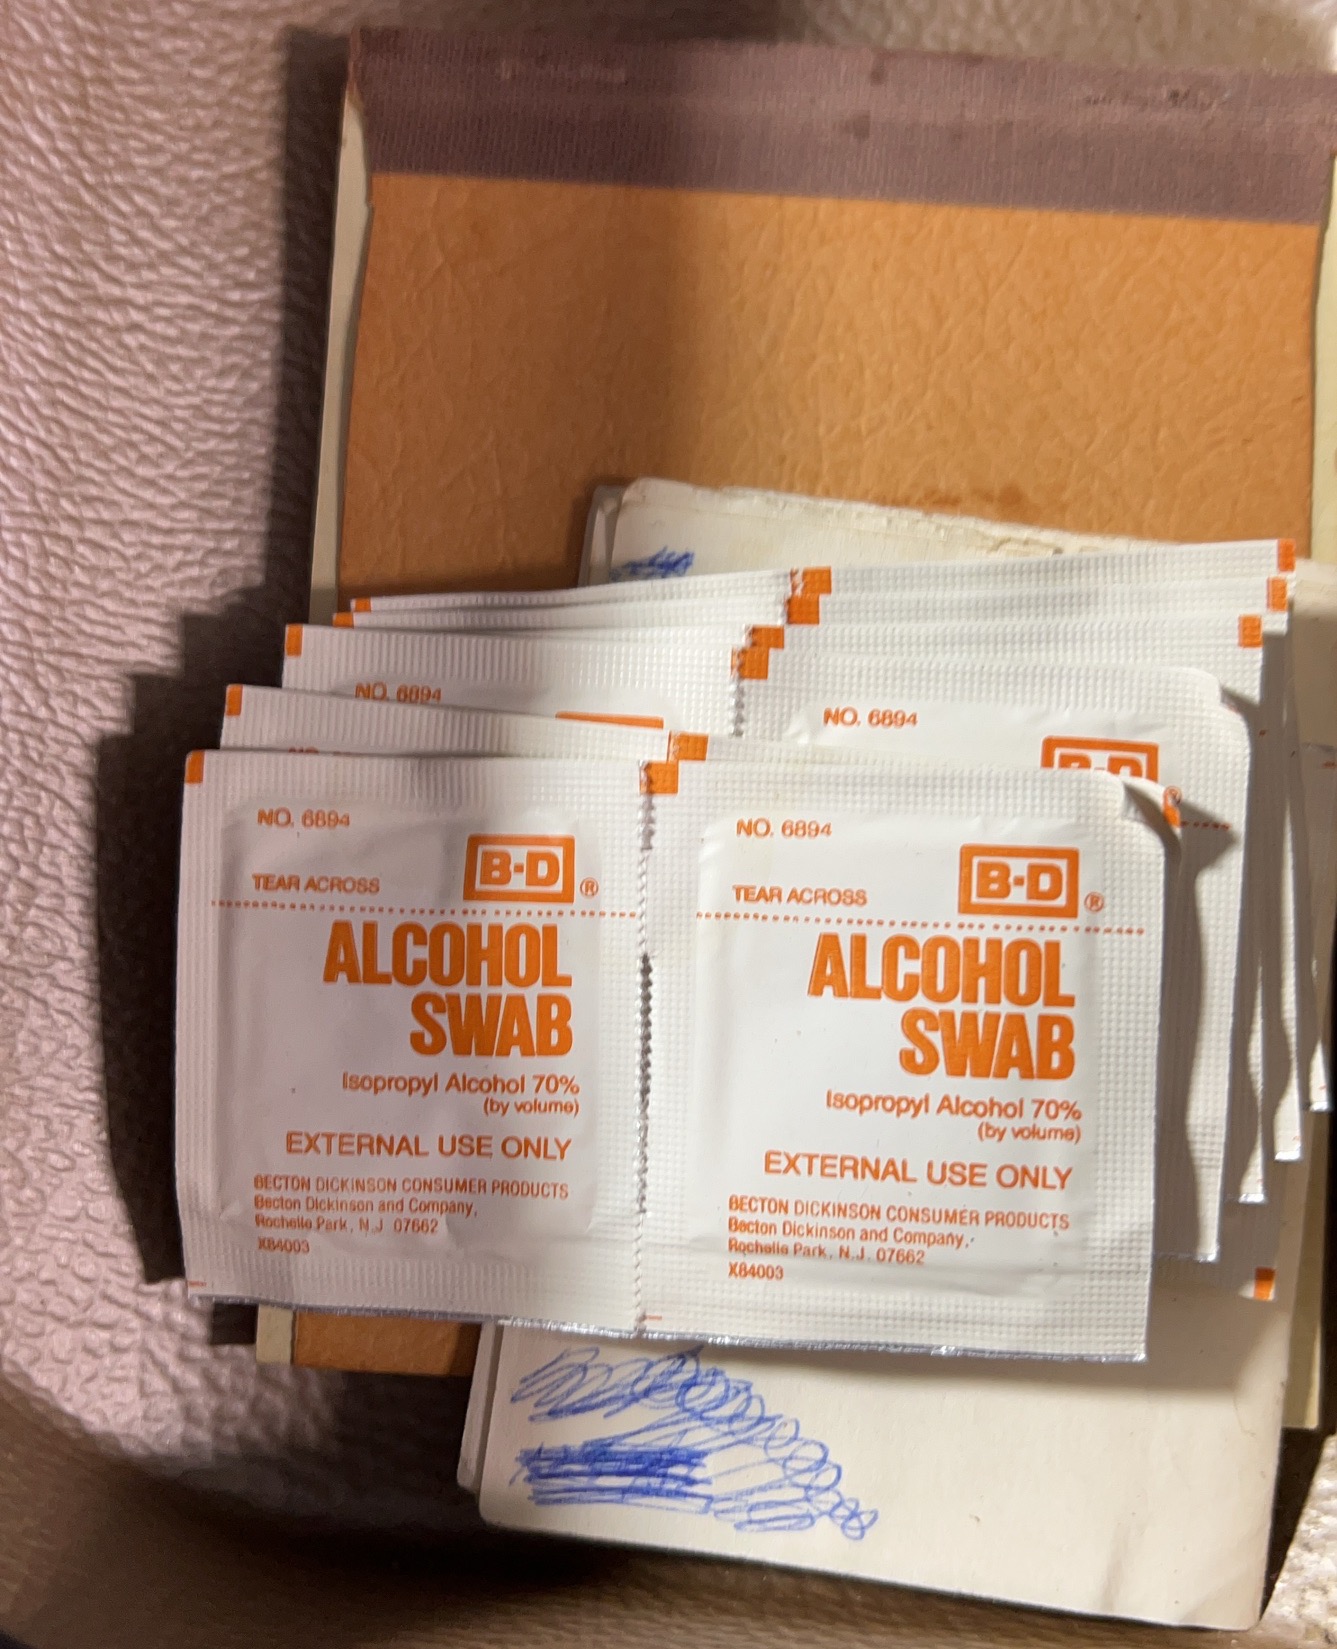 NO. 6894
NO. 6894
B-D
NO. 6894
B-D®
TEAR ACROSS
ALCOHOL
SWAB
Isopropyl Alcohol 70%
(by volume)
EXTERNAL USE ONLY
BECTON DICKINSON CONSUMER PRODUCTS
Becton Dickinson and Company,
Rochelle Park, N.J. 07662
X84003
NO. 6894
B-D®
TEAR ACROSS
ALCOHOL
SWAB
Isopropyl Alcohol 70%
(by volume)
EXTERNAL USE ONLY
BECTON DICKINSON CONSUMER PRODUCTS
Becton Dickinson and Company,
Rochelle Park, N.J. 07662
X84003